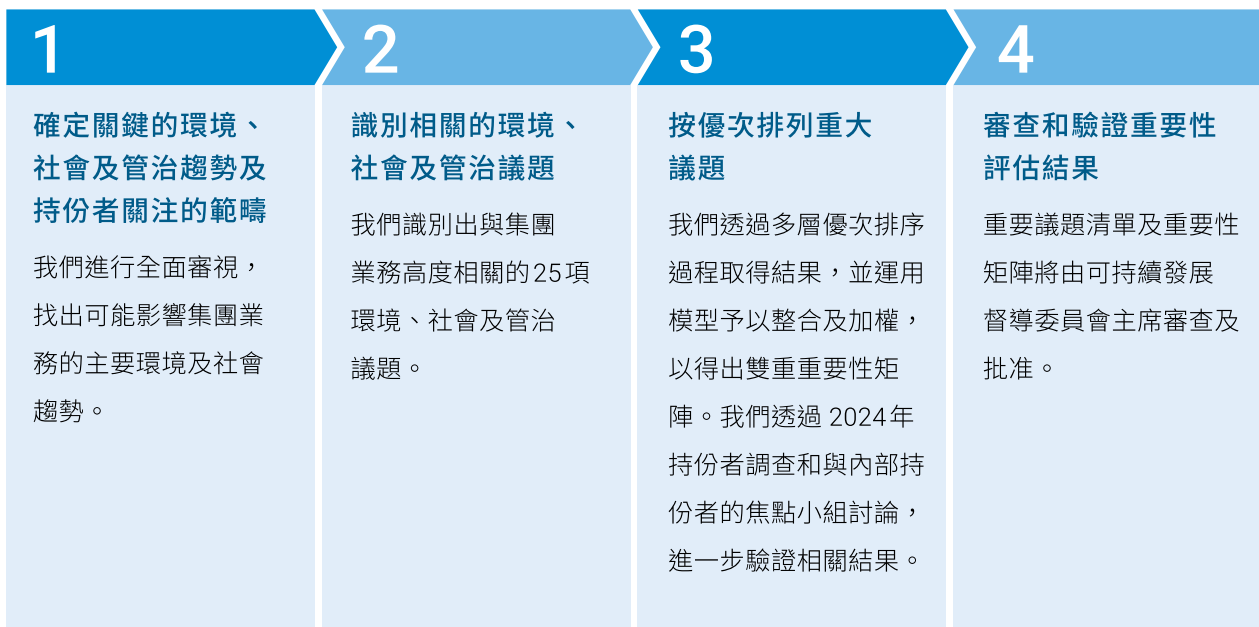 1
確定關鍵的環境、
社會及管治趨勢及
持份者關注的範疇
我們進行全面審視，
找出可能影響集團業
務的主要環境及社會
趨勢。
2
識別相關的環境、
社會及管治議題
我們識別出與集團
業務高度相關的25項
環境、社會及管治
議題。
3
按優次排列重大
議題
我們透過多層優次排序
過程取得結果，並運用
模型予以整合及加權，
以得出雙重重要性矩
陣。我們透過 2024年
持份者調查和與內部持
份者的焦點小組討論，
進一步驗證相關結果。
4
審查和驗證重要性
評估結果
重要議題清單及重要性
矩陣將由可持續發展
督導委員會主席審查及
批准。